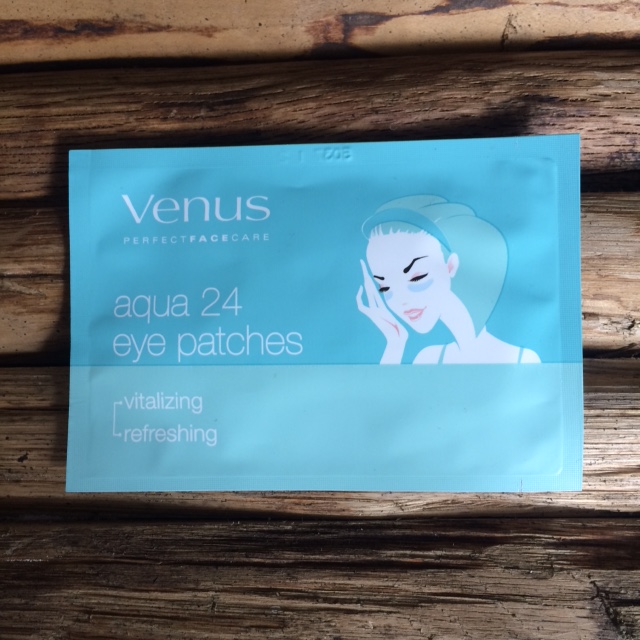 Venus
PERFECTFACECARE
aqua 24
eye patches
vitalizing
refreshing